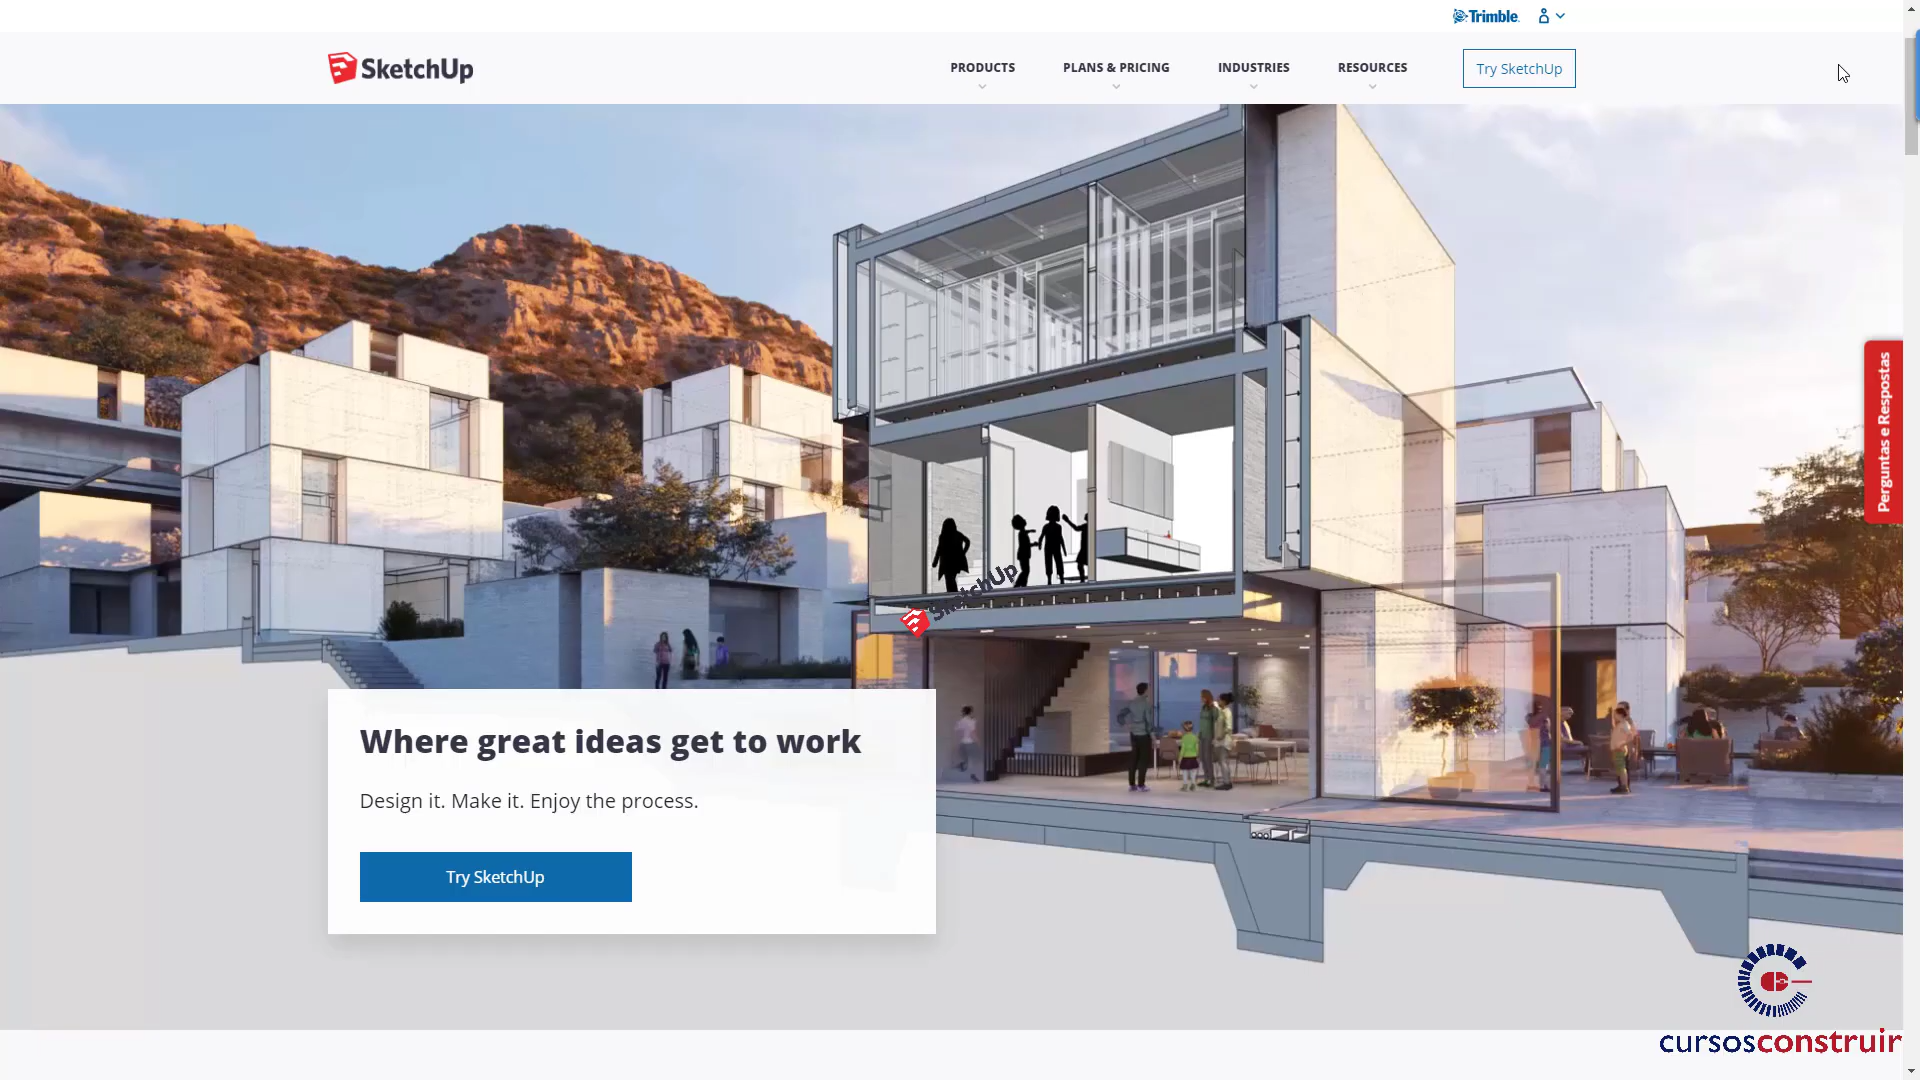 Trimble
SketchUp
PRODUCTS
PLANS & PRICING
INDUSTRIES
RESOURCES
Try SketchUp
Perguntas e Respostas
SketchUp
Where great ideas get to work
Design it. Make it. Enjoy the process.
Try SketchUp
cursosconstruir